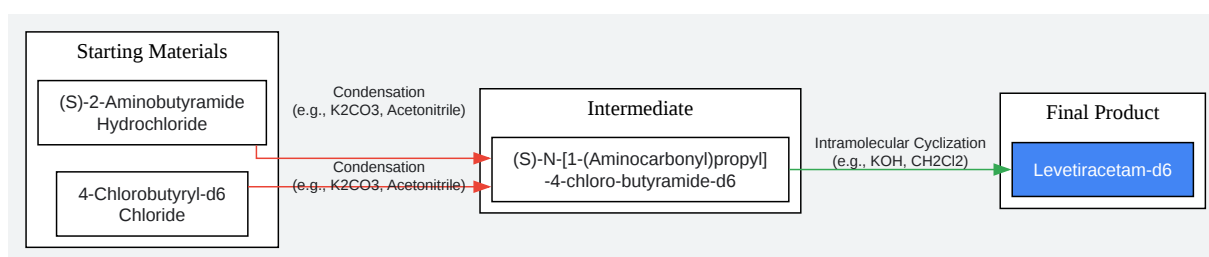 Starting Materials
(S)-2-Aminobutyramide
Hydrochloride
4-Chlorobutyryl-d6
Chloride
Condensation
(e.g., K2CO3, Acetonitrile)
Condensation
(e.g., K2CO3, Acetonitrile)
Intermediate
(S)-N-[1-(Aminocarbonyl)propyl]
-4-chloro-butyramide-d6
Intramolecular Cyclization
(e.g., KOH, CH2Cl2)
Final Product
Levetiracetam-d6